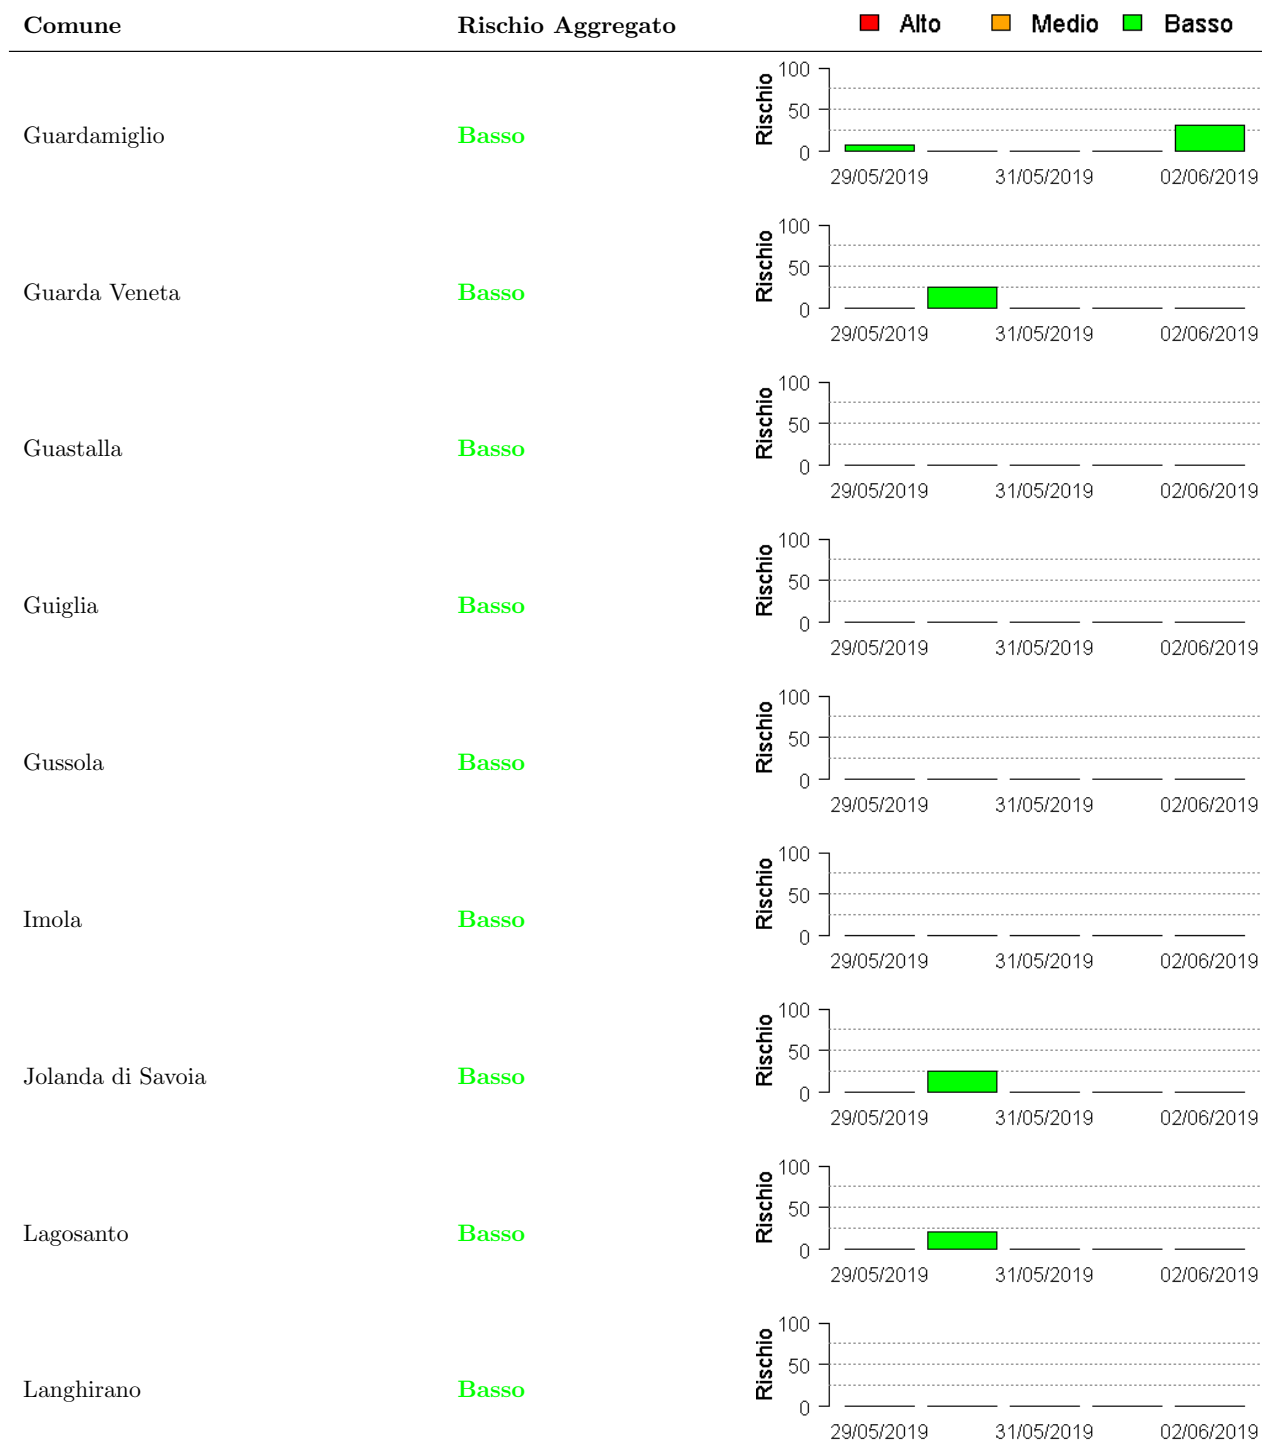 Comune Rischio Aggregato Alto Medio Basso
Guardamiglio Basso Rischio 100 50 0
29/05/2019 31/05/2019 02/06/2019
Guarda Veneta Basso Rischio 100 50 0
29/05/2019 31/05/2019 02/06/2019
Guastalla Basso Rischio 100 50 0
29/05/2019 31/05/2019 02/06/2019
Guiglia Basso Rischio 100 50 0
29/05/2019 31/05/2019 02/06/2019
Gussola Basso Rischio 100 50 0
29/05/2019 31/05/2019 02/06/2019
Imola Basso Rischio 100 50 0
29/05/2019 31/05/2019 02/06/2019
Jolanda di Savoia Basso Rischio 100 50 0
29/05/2019 31/05/2019 02/06/2019
Lagosanto Basso Rischio 100 50 0
29/05/2019 31/05/2019 02/06/2019
Langhirano Basso Rischio 100 50 0
29/05/2019 31/05/2019 02/06/2019